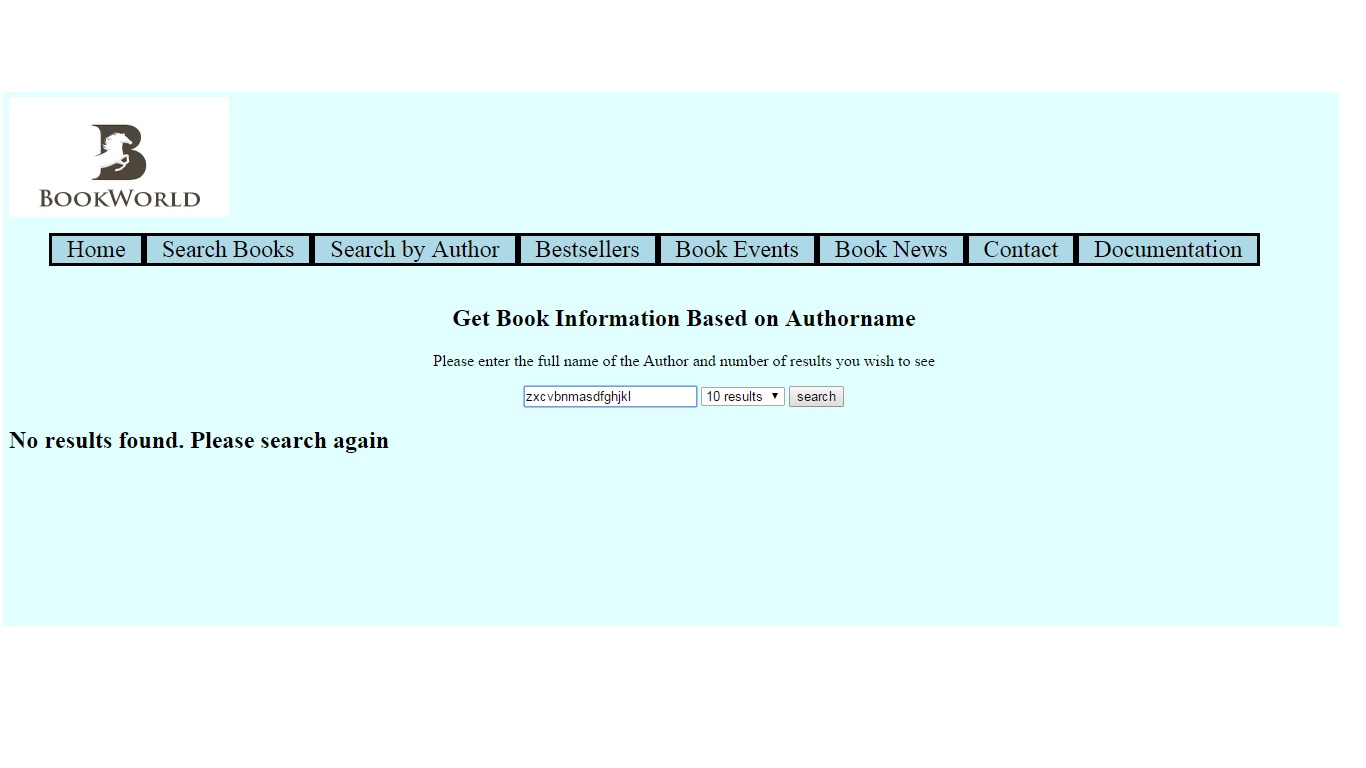 B
BOOKWORLD
Home Search Books Search by Author Bestsellers Book Events Book News Contact Documentation
Get Book Information Based on Authorname
Please enter the full name of the Author and number of results you wish to see
zxcvbnmasdfghjkl 10 results search
No results found. Please search again